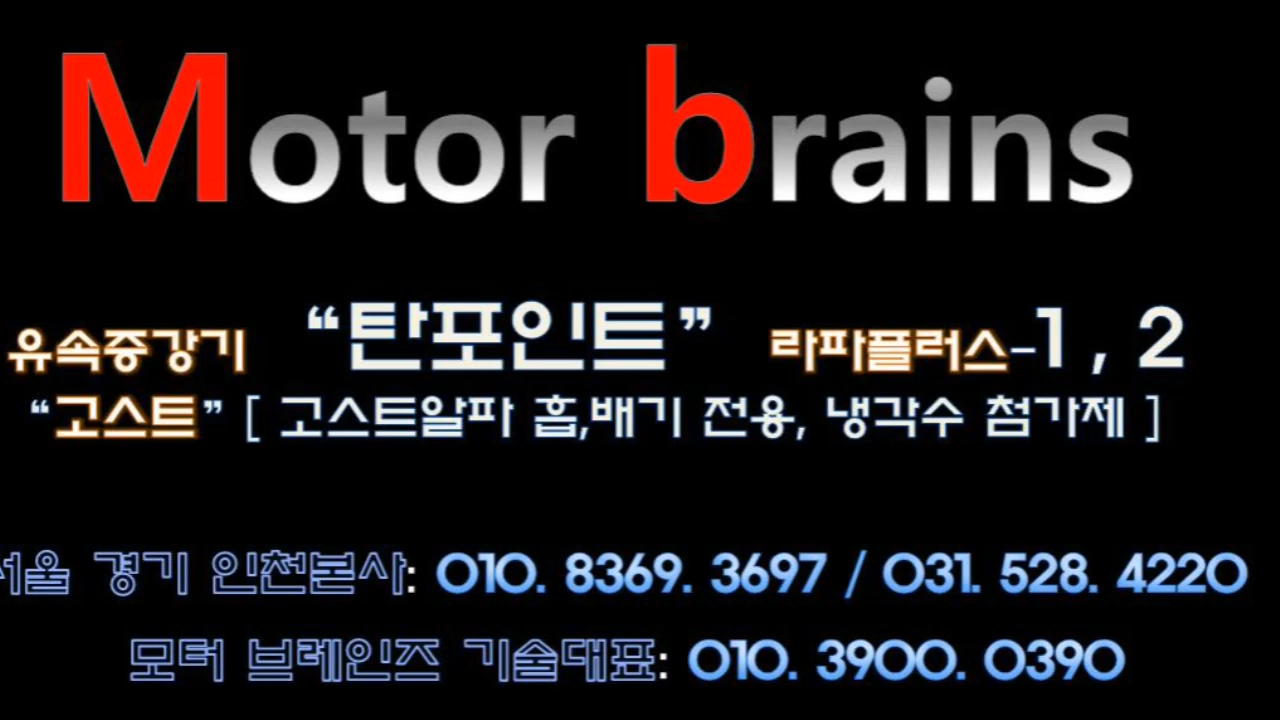 Motor brains
유속증강기 “탄포인트” 라파플러스-1 , 2
“고스트” [ 고스트알파 흡,배기 전용, 냉각수 첨가제 ]
서울 경기 인천본사: 010. 8369. 3697 / 031. 528. 4220
모터 브레인즈 기술대표: 010. 3900. 0390